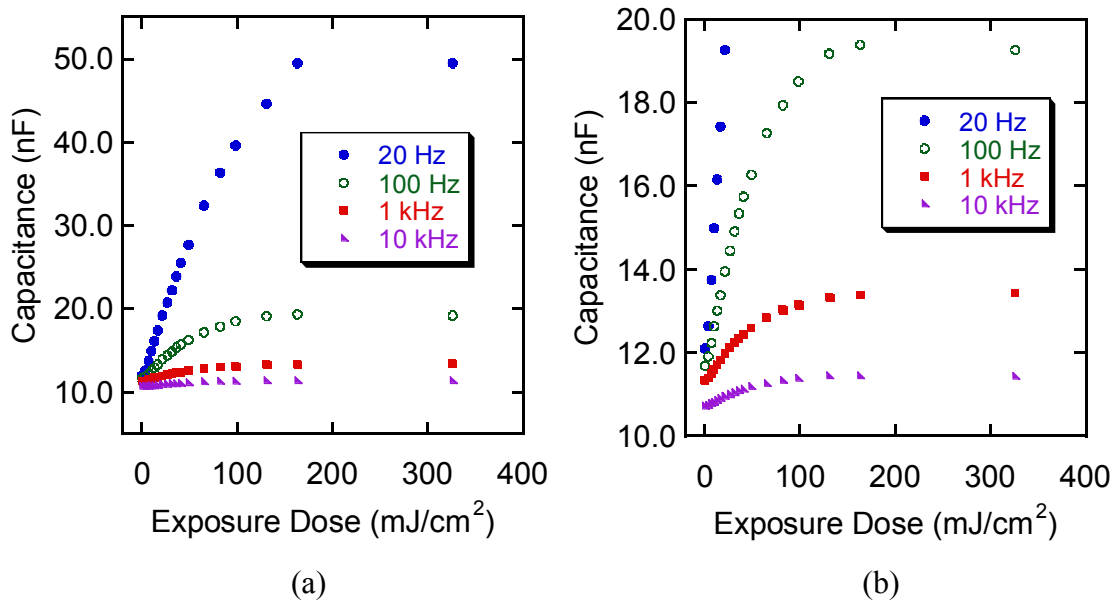 Capacitance (nF)
50.0
40.0
30.0
20.0
10.0
20 Hz
100 Hz
1 kHz
10 kHz
0 100 200 300 400
Exposure Dose (mJ/cm²)
(a)
Capacitance (nF)
20.0
18.0
16.0
14.0
12.0
10.0
20 Hz
100 Hz
1 kHz
10 kHz
0 100 200 300 400
Exposure Dose (mJ/cm²)
(b)